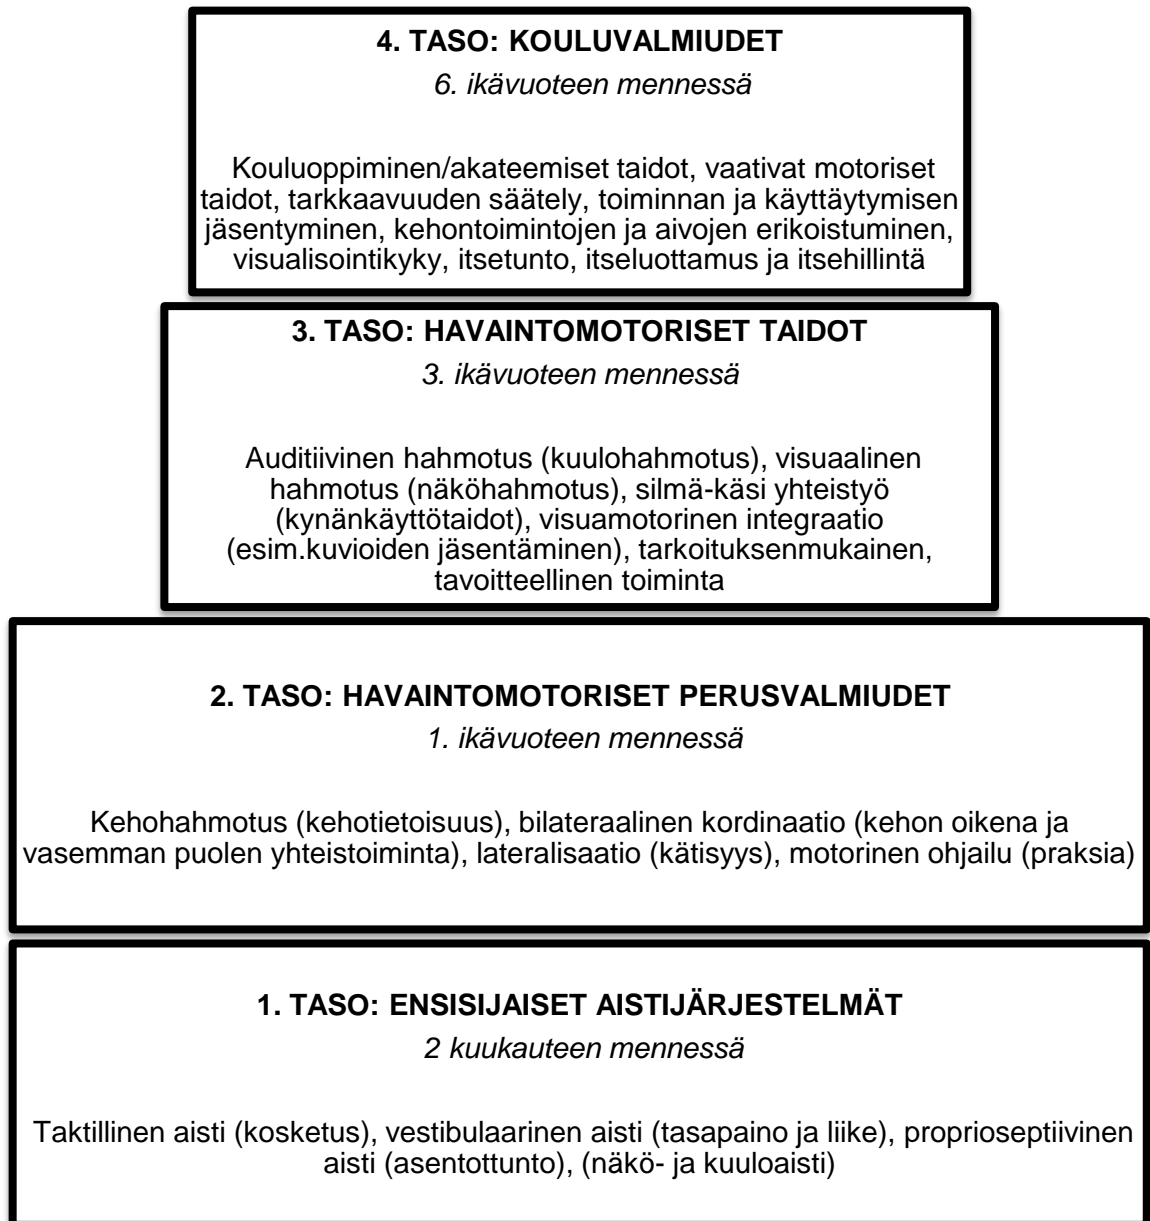 4. TASO: KOULUVALMIUDET
6. ikävuoteen mennessä
Kouluoppiminen/akateemiset taidot, vaativat motoriset
taidot, tarkkaavuuden säätely, toiminnan ja käyttäytymisen
jäsentyminen, kehontoimintojen ja aivojen erikoistuminen,
visualisointikyky, itsetunto, itseluottamus ja itsehillintä
3. TASO: HAVAINTOMOTORISET TAIDOT
3. ikävuoteen mennessä
Auditiivinen hahmotus (kuulohahmotus), visuaalinen
hahmotus (näköhahmotus), silmä-käsi yhteistyö
(kynänkäyttötaidot), visuamotorinen integraatio
(esim.kuvioiden jäsentäminen), tarkoituksenmukainen,
tavoitteellinen toiminta
2. TASO: HAVAINTOMOTORISET PERUSVALMIUDET
1. ikävuoteen mennessä
Kehohahmotus (kehotietoisuus), bilateraalinen kordinaatio (kehon oikena ja
vasemman puolen yhteistoiminta), lateralisaatio (kätisyys), motorinen ohjailu (praksia)
1. TASO: ENSISIJAISET AISTIJÄRJESTELMÄT
2 kuukauteen mennessä
Taktillinen aisti (kosketus), vestibulaarinen aisti (tasapaino ja liike), proprioseptiivinen
aisti (asentottunto), (näkö- ja kuuloaisti)